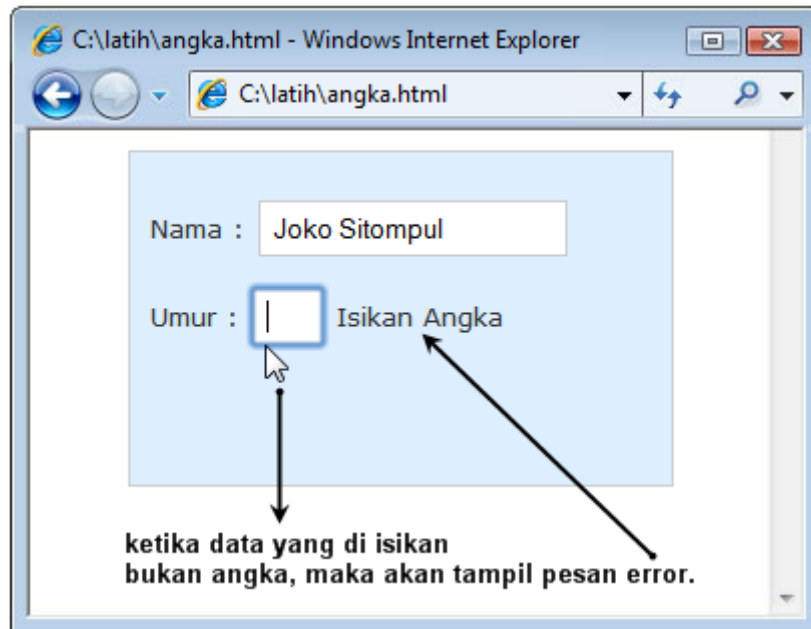 C:\latih\angka.html - Windows Internet Explorer
C:\latih\angka.html
Nama : Joko Sitompul
Umur : Isikan Angka
ketika data yang di isikan
bukan angka, maka akan tampil pesan error.